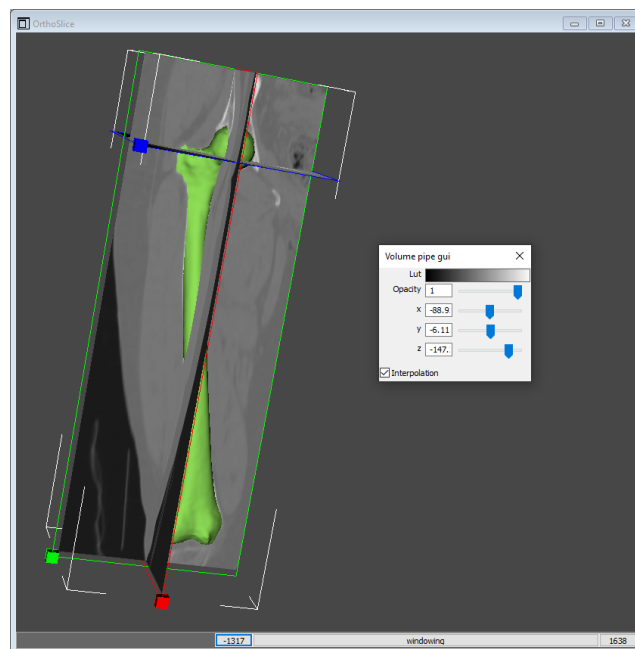 OrthoSlice
Volume pipe gui
Lut
Opacity 1
x -88.9
y -6.11
z -147.
Interpolation
-1317 windowing 1638